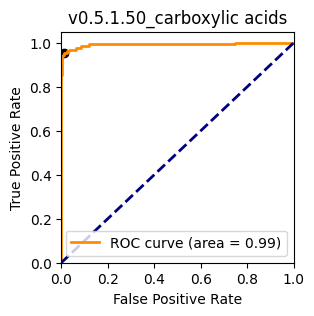 v0.5.1.50_carboxylic acids
True Positive Rate
1.0
0.8
0.6
0.4
0.2
0.0
ROC curve (area = 0.99)
0.0 0.2 0.4 0.6 0.8 1.0
False Positive Rate